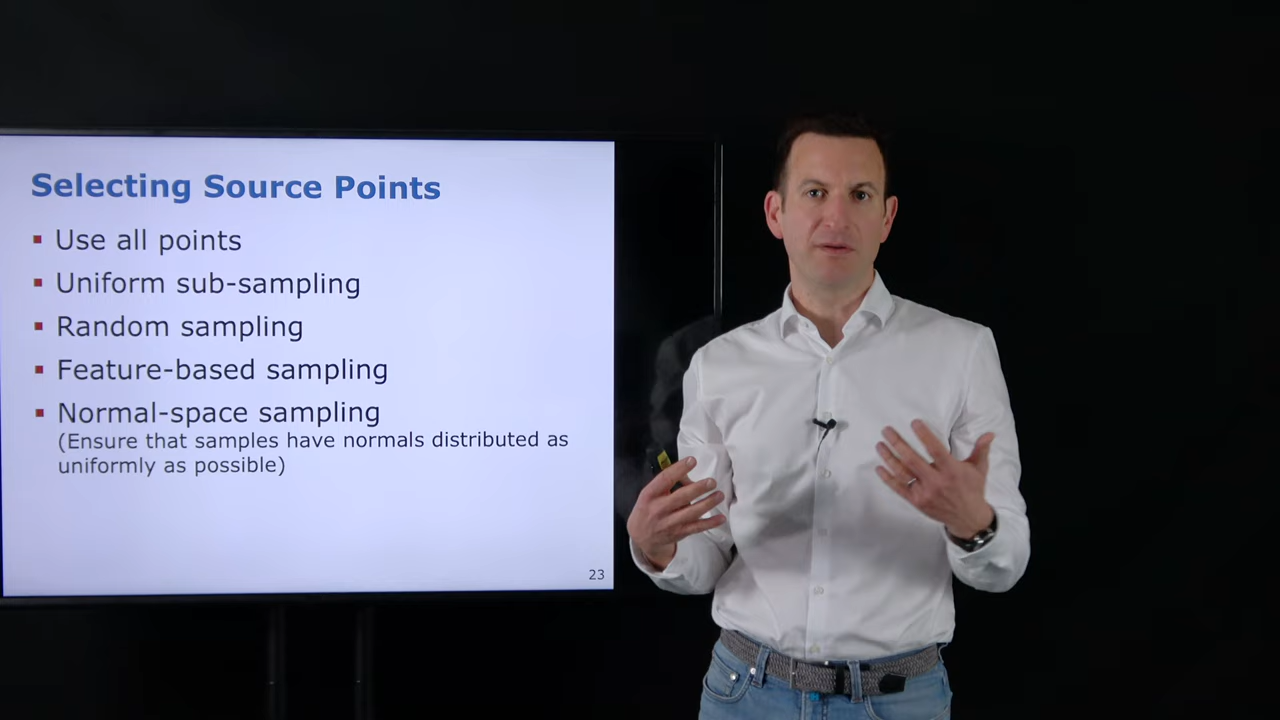 Selecting Source Points
▪ Use all points
▪ Uniform sub-sampling
▪ Random sampling
▪ Feature-based sampling
▪ Normal-space sampling
(Ensure that samples have normals distributed as
uniformly as possible)
23